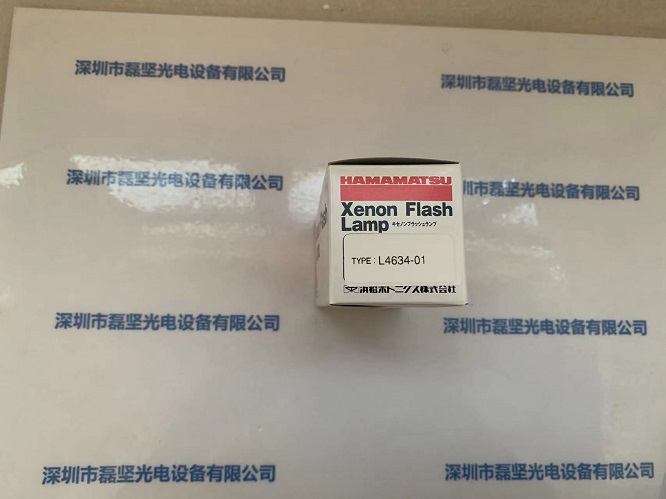 深圳市磊坚光电设备有限公司
深圳市磊坚光电设备有限公司
深圳市磊坚光电设备有限公司
深圳市磊坚光电设备有限公司
HAMAMATSU
Xenon Flash
Lamp キセノンフラッシュランプ
TYPE: L4634-01
浜松ホトニクス株式会社
深圳市磊坚光电设备有限公司
深圳市磊坚光电设备有限公司
深圳市磊坚光电设备有限公司
深圳市磊坚光电设备有限公司